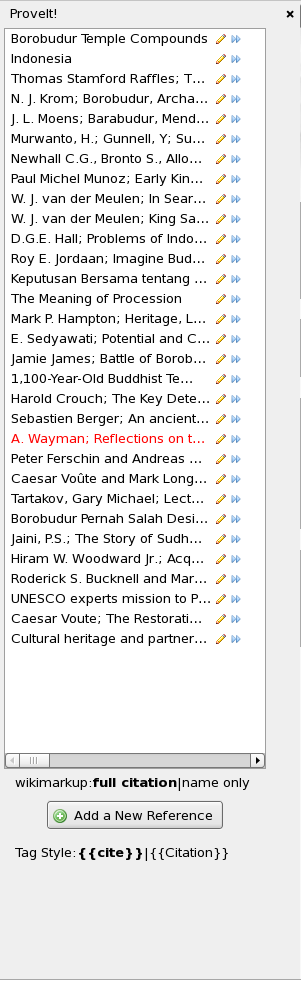 ProveIt!
Borobudur Temple Compounds
Indonesia
Thomas Stamford Raffles; T...
N. J. Krom; Borobudur, Archa...
J. L. Moens; Barabudur, Mend...
Murwanto, H.; Gunnell, Y; Su...
Newhall C.G., Bronto S., Allo...
Paul Michel Munoz; Early Kin...
W. J. van der Meulen; In Sear...
W. J. van der Meulen; King Sa...
D.G.E. Hall; Problems of Indo...
Roy E. Jordaan; Imagine Bud...
Keputusan Bersama tentang ...
The Meaning of Procession
Mark P. Hampton; Heritage, L...
E. Sedyawati; Potential and C...
Jamie James; Battle of Borob...
1,100-Year-Old Buddhist Te...
Harold Crouch; The Key Dete...
Sebastien Berger; An ancient...
A. Wayman; Reflections on t...
Peter Ferschin and Andreas ...
Caesar Voûte and Mark Long...
Tartakov, Gary Michael; Lect...
Borobudur Pernah Salah Desi...
Jaini, P.S.; The Story of Sudh...
Hiram W. Woodward Jr.; Acq...
Roderick S. Bucknell and Mar...
UNESCO experts mission to P...
Caesar Voute; The Restorati...
Cultural heritage and partner...
wikimarkup:full citation|name only
Add a New Reference
Tag Style:{{cite}}|{{Citation}}